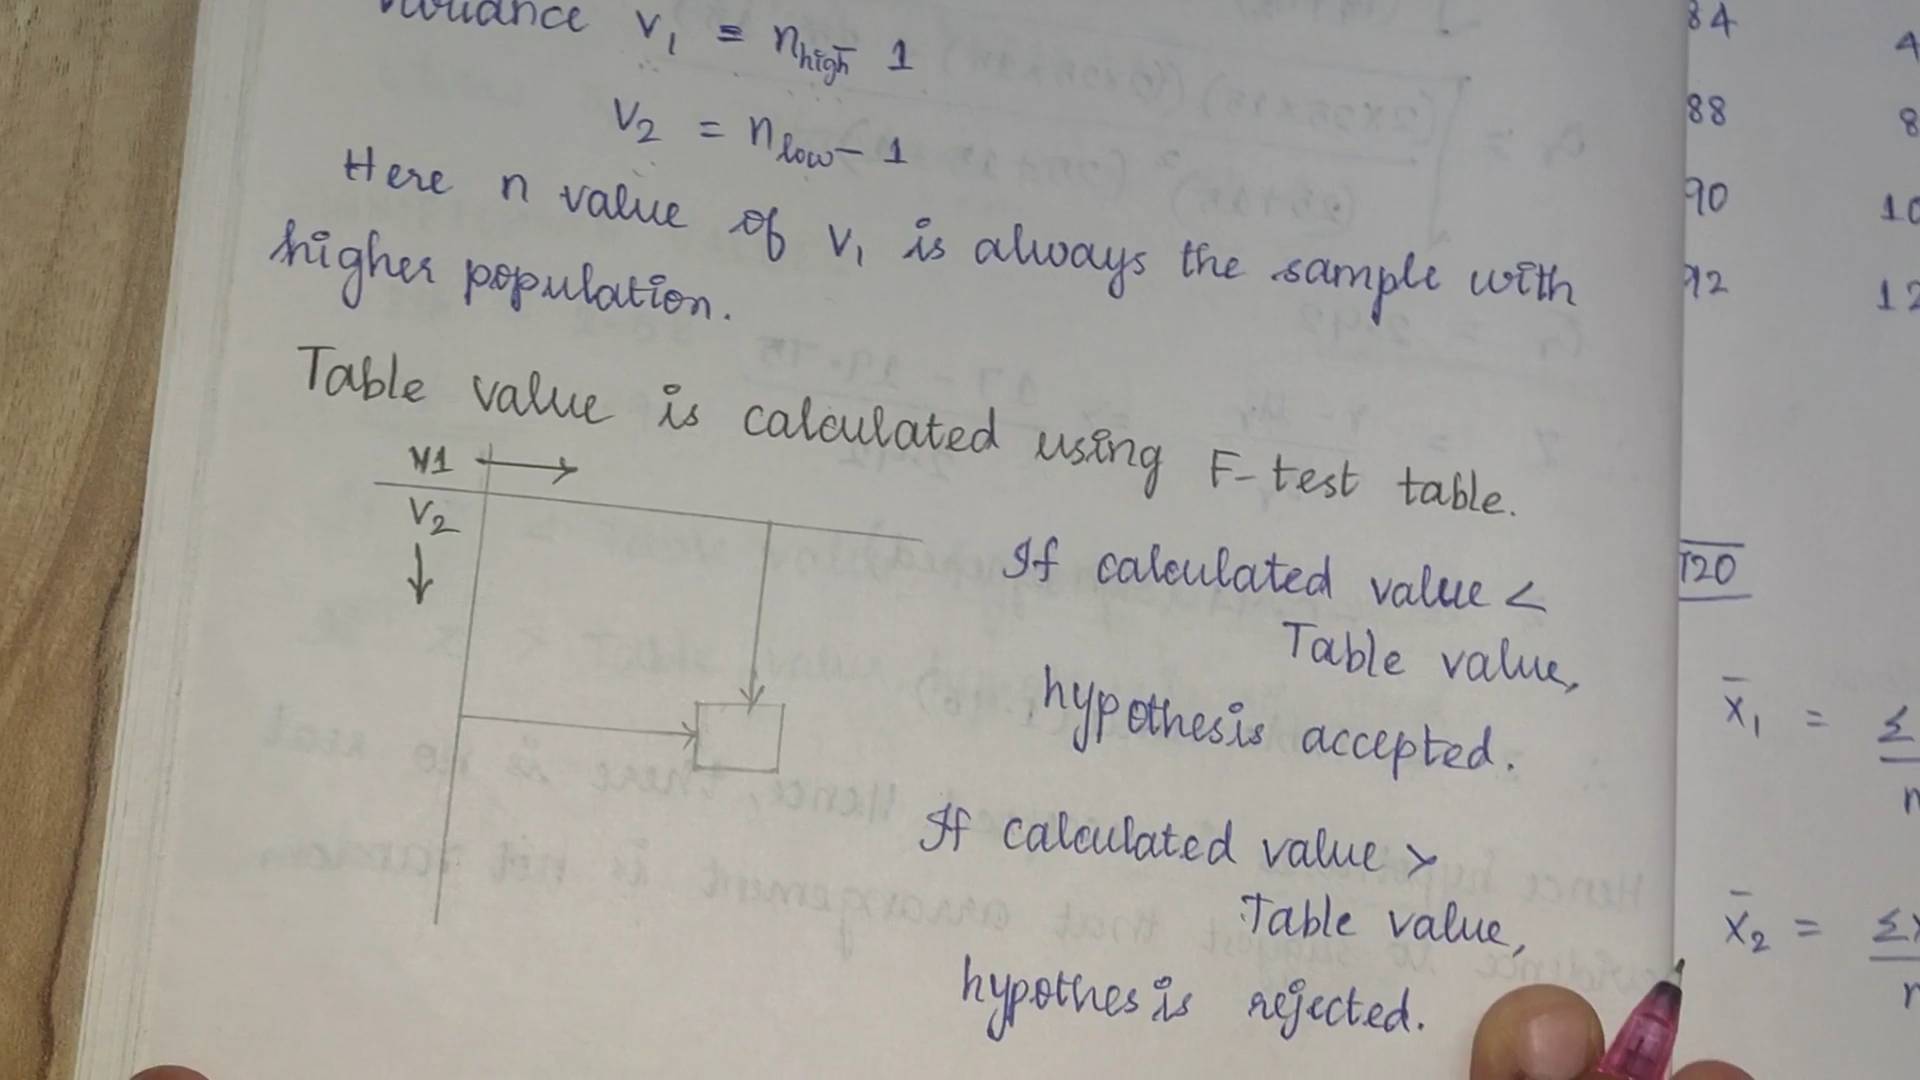 variance v₁ = n_high - 1
v₂ = n_low - 1
Here n value of v₁ is always the sample with
higher population.
Table value is calculated using F-test table.
V1 →
V2
↓
If calculated value <
Table value,
hypothesis accepted.
If calculated value >
Table value,
hypothesis rejected.
84
88
90
92
120
x̄₁ = Σ
x̄₂ = Σx